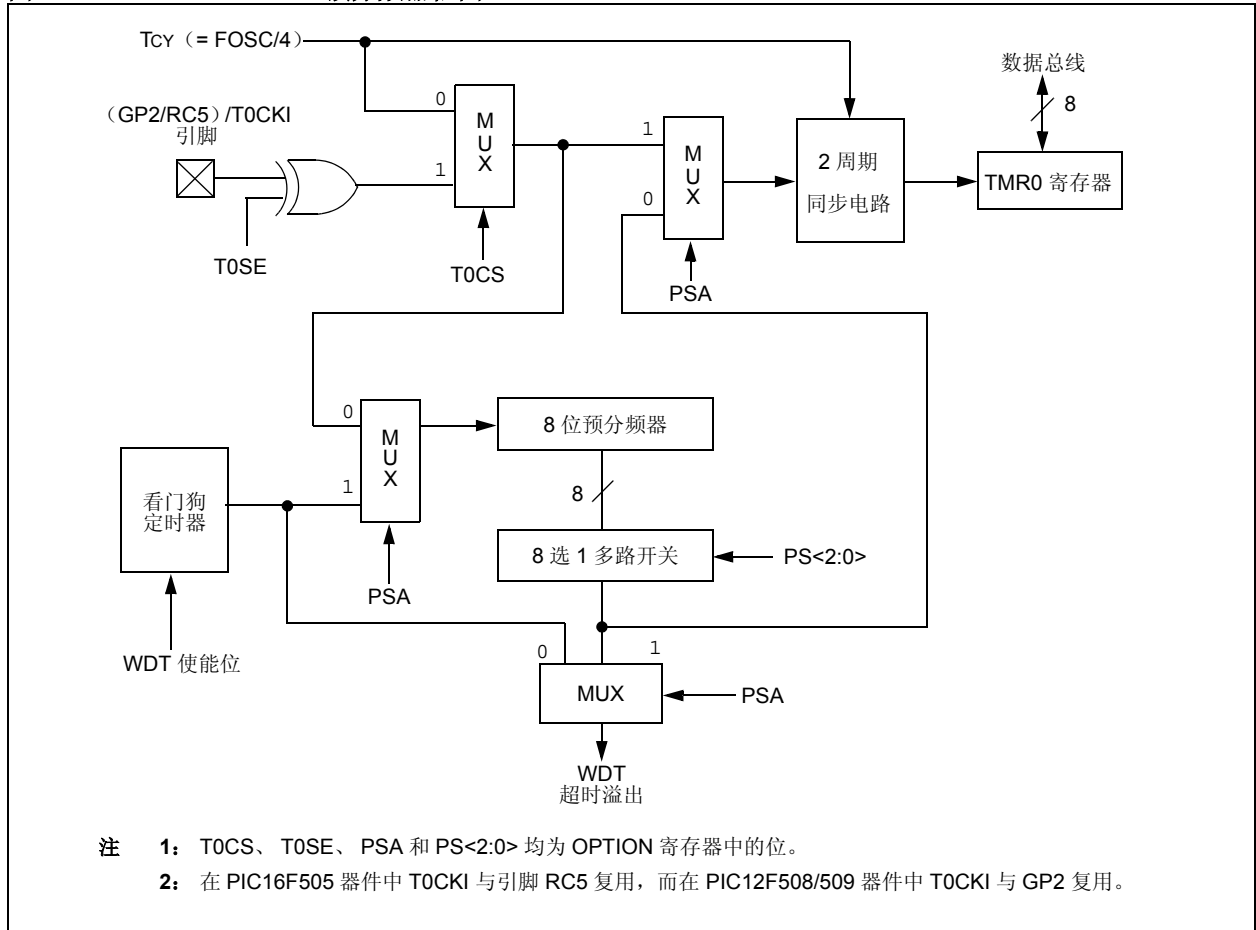 TCY（= FOSC/4）
数据总线
8
（GP2/RC5）/T0CKI
引脚
0
MUX
1
T0SE
T0CS
1
MUX
0
PSA
2 周期
同步电路
TMR0 寄存器
0
MUX
1
PSA
8 位预分频器
8
8 选 1 多路开关
PS<2:0>
看门狗
定时器
WDT 使能位
0
1
MUX
PSA
WDT
超时溢出
注 1： T0CS、 T0SE、 PSA 和 PS<2:0> 均为 OPTION 寄存器中的位。
2： 在 PIC16F505 器件中 T0CKI 与引脚 RC5 复用，而在 PIC12F508/509 器件中 T0CKI 与 GP2 复用。